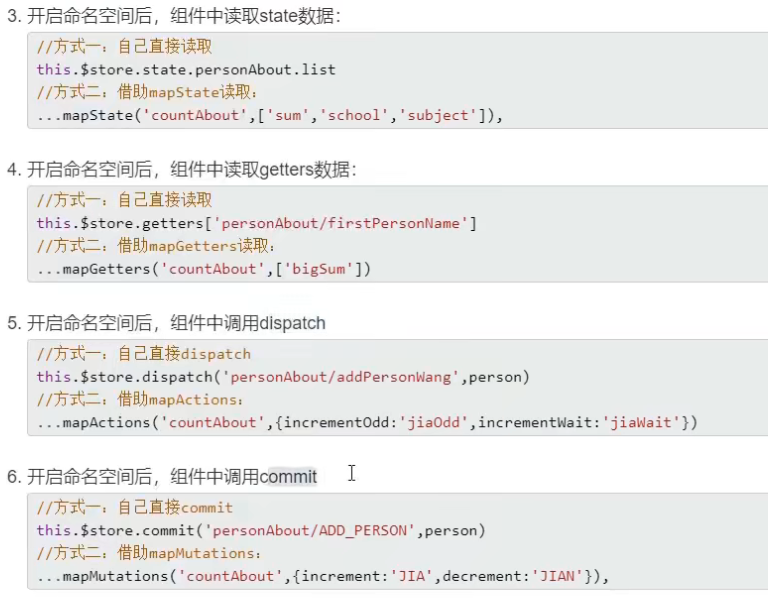 3. 开启命名空间后，组件中读取state数据：
//方式一：自己直接读取
this.$store.state.personAbout.list
//方式二：借助mapState读取：
...mapState('countAbout',['sum','school','subject']),
4. 开启命名空间后，组件中读取getters数据：
//方式一：自己直接读取
this.$store.getters['personAbout/firstPersonName']
//方式二：借助mapGetters读取：
...mapGetters('countAbout',['bigSum'])
5. 开启命名空间后，组件中调用dispatch
//方式一：自己直接dispatch
this.$store.dispatch('personAbout/addPersonWang',person)
//方式二：借助mapActions：
...mapActions('countAbout',{incrementOdd:'jiaOdd',incrementWait:'jiaWait'})
6. 开启命名空间后，组件中调用commit
//方式一：自己直接commit
this.$store.commit('personAbout/ADD_PERSON',person)
//方式二：借助mapMutations：
...mapMutations('countAbout',{increment:'JIA',decrement:'JIAN'}),